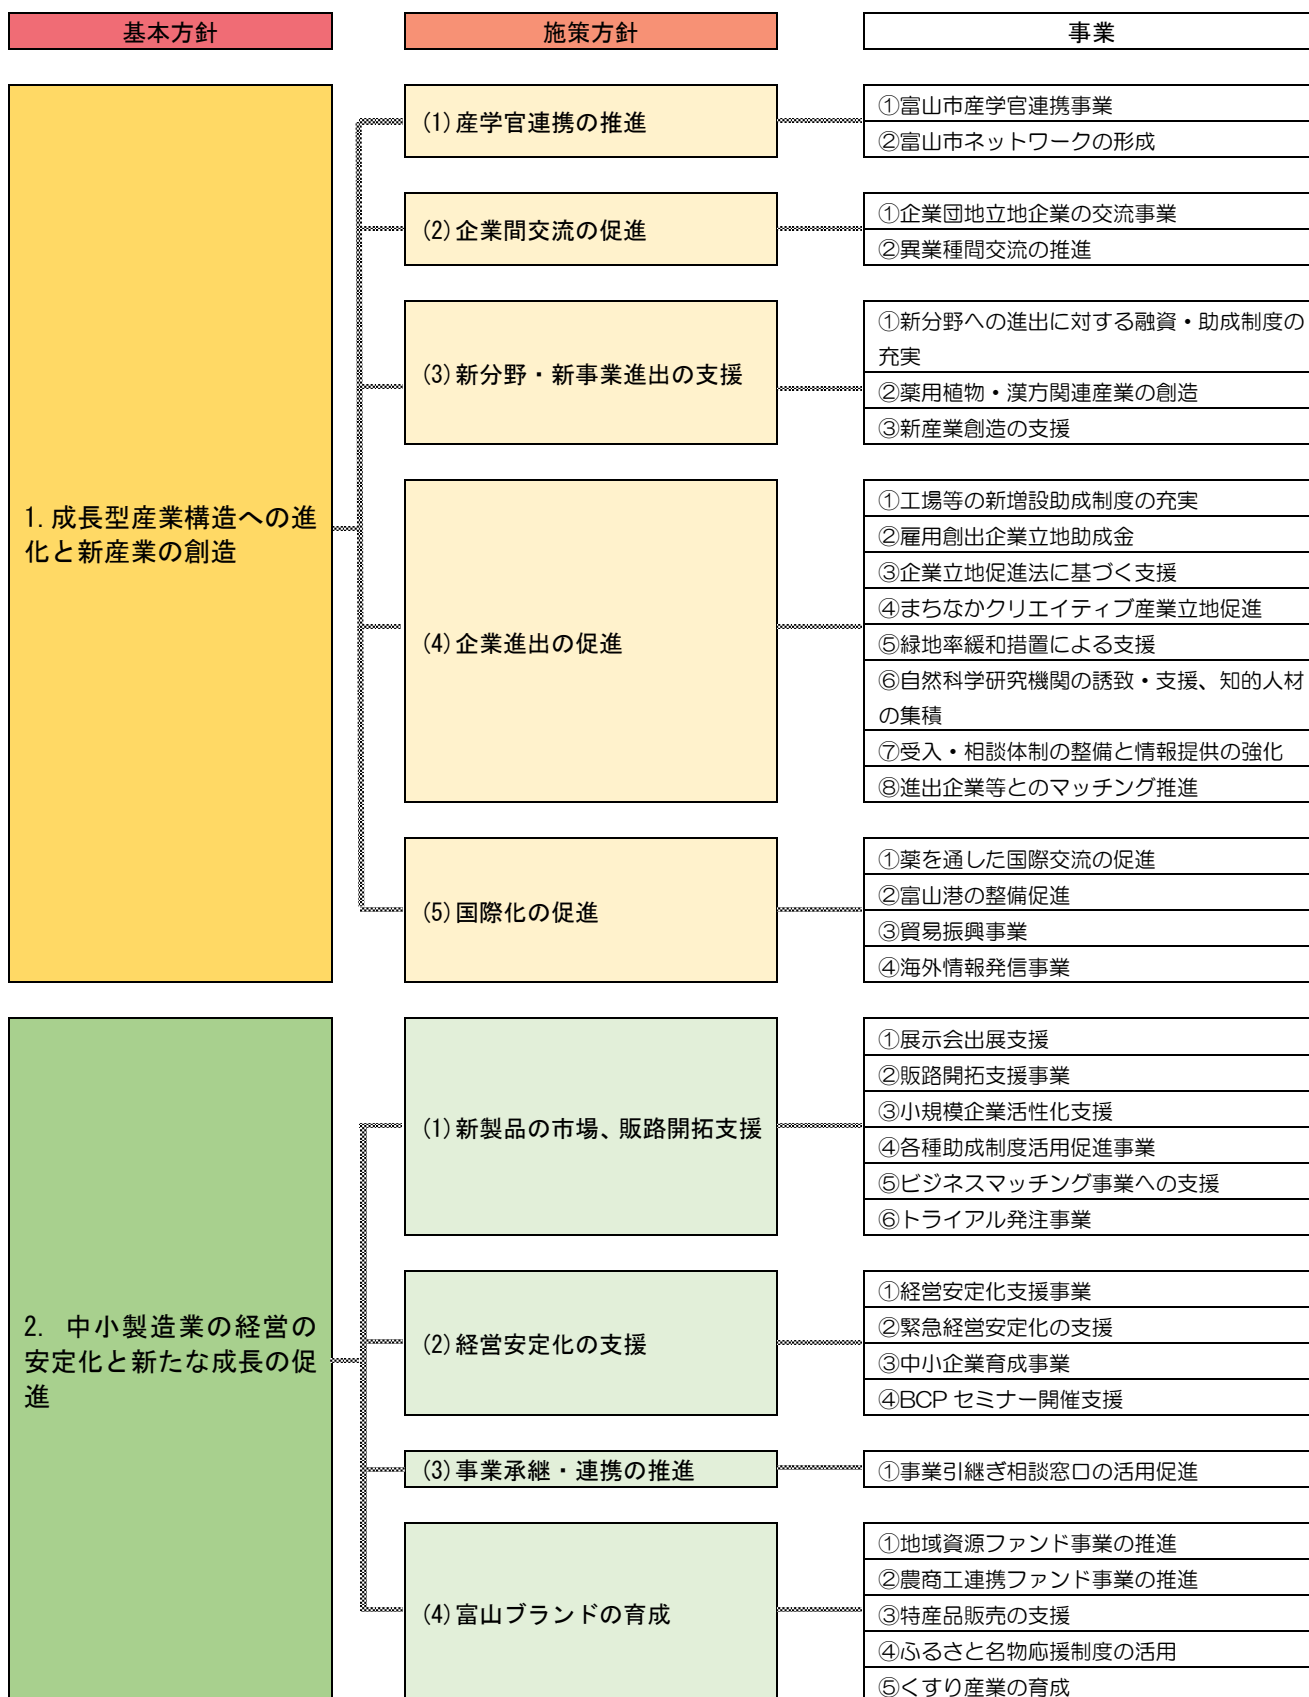 基本方針
施策方針
事業
1.成長型産業構造への進
化と新産業の創造
(1)産学官連携の推進
①富山市産学官連携事業
②富山市ネットワークの形成
(2)企業間交流の促進
①企業団地立地企業の交流事業
②異業種間交流の推進
(3)新分野・新事業進出の支援
①新分野への進出に対する融資・助成制度の
充実
②薬用植物・漢方関連産業の創造
③新産業創造の支援
(4)企業進出の促進
①工場等の新増設助成制度の充実
②雇用創出企業立地助成金
③企業立地促進法に基づく支援
④まちなかクリエイティブ産業立地促進
⑤緑地率緩和措置による支援
⑥自然科学研究機関の誘致・支援、知的人材
の集積
⑦受入・相談体制の整備と情報提供の強化
⑧進出企業等とのマッチング推進
(5)国際化の促進
①薬を通した国際交流の促進
②富山港の整備促進
③貿易振興事業
④海外情報発信事業
2. 中小製造業の経営の
安定化と新たな成長の促
進
(1)新製品の市場、販路開拓支援
①展示会出展支援
②販路開拓支援事業
③小規模企業活性化支援
④各種助成制度活用促進事業
⑤ビジネスマッチング事業への支援
⑥トライアル発注事業
(2)経営安定化の支援
①経営安定化支援事業
②緊急経営安定化の支援
③中小企業育成事業
④BCP セミナー開催支援
(3)事業承継・連携の推進
①事業引継ぎ相談窓口の活用促進
(4)富山ブランドの育成
①地域資源ファンド事業の推進
②農商工連携ファンド事業の推進
③特産品販売の支援
④ふるさと名物応援制度の活用
⑤くすり産業の育成